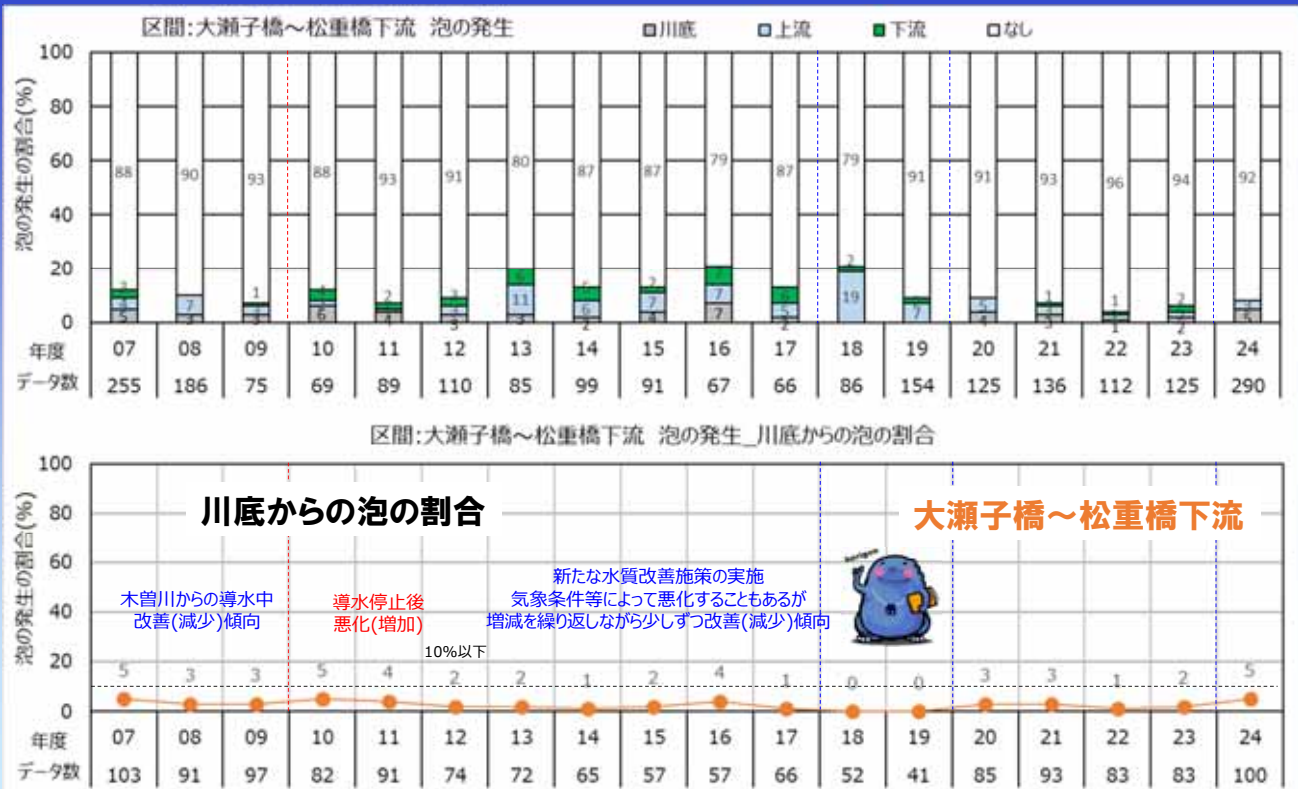 区間:大瀬子橋～松重橋下流 泡の発生
川底 上流 下流 なし
泡の発生の割合(%)
100
80
60
40
20
0
88 90 93 88 93 91 80 87 87 79 87 79 91 91 93 96 94 92
年度 07 08 09 10 11 12 13 14 15 16 17 18 19 20 21 22 23 24
データ数 255 186 75 69 89 110 85 99 91 67 66 86 154 125 136 112 125 290
区間:大瀬子橋～松重橋下流 泡の発生_川底からの泡の割合
泡の発生の割合(%)
100
80
60
40
20
0
川底からの泡の割合
大瀬子橋～松重橋下流
木曽川からの導水中
改善(減少)傾向
導水停止後
悪化(増加)
新たな水質改善施策の実施
気象条件等によって悪化することもあるが
増減を繰り返しながら少しずつ改善(減少)傾向
10%以下
5 3 3 5 4 2 2 1 2 4 1 0 0 3 3 1 2 5
年度 07 08 09 10 11 12 13 14 15 16 17 18 19 20 21 22 23 24
データ数 103 91 97 82 91 74 72 65 57 57 66 52 41 85 93 83 83 100